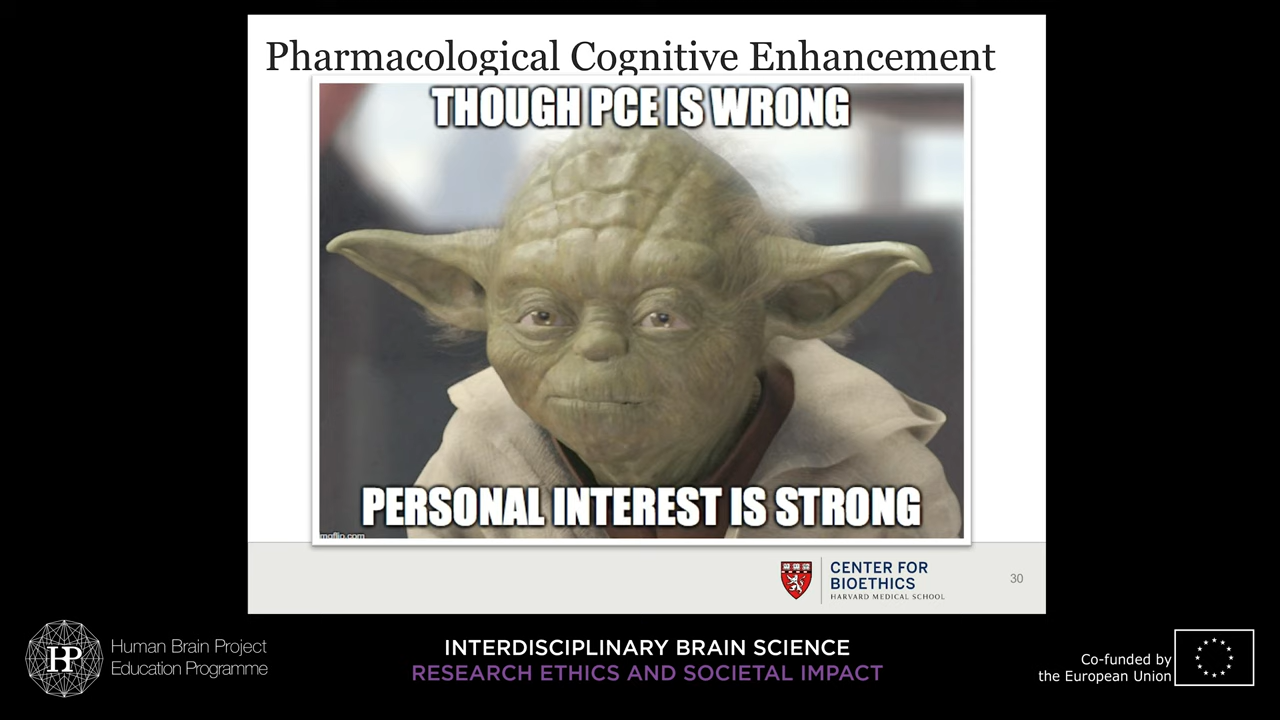 Pharmacological Cognitive Enhancement
THOUGH PCE IS WRONG
PERSONAL INTEREST IS STRONG
imgflip.com
CENTER FOR
BIOETHICS
HARVARD MEDICAL SCHOOL
30
HP
Human Brain Project
Education Programme
INTERDISCIPLINARY BRAIN SCIENCE
RESEARCH ETHICS AND SOCIETAL IMPACT
Co-funded by
the European Union